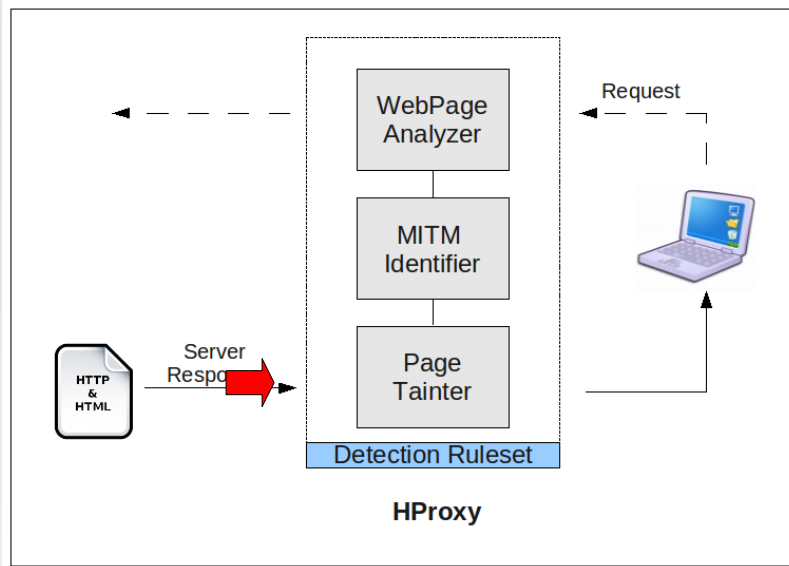 WebPage
Analyzer
Request
MITM
Identifier
Server
HTTP
&
HTML
Page
Tainter
Detection Ruleset
HProxy